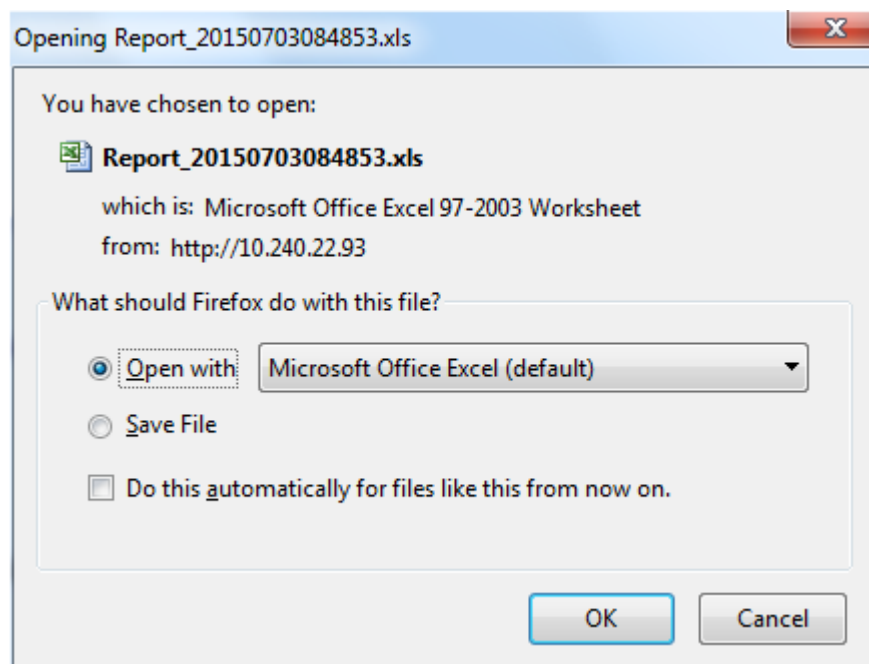 Opening Report_20150703084853.xls
You have chosen to open:
Report_20150703084853.xls
which is: Microsoft Office Excel 97-2003 Worksheet
from: http://10.240.22.93
What should Firefox do with this file?
Open with Microsoft Office Excel (default)
Save File
Do this automatically for files like this from now on.
OK Cancel